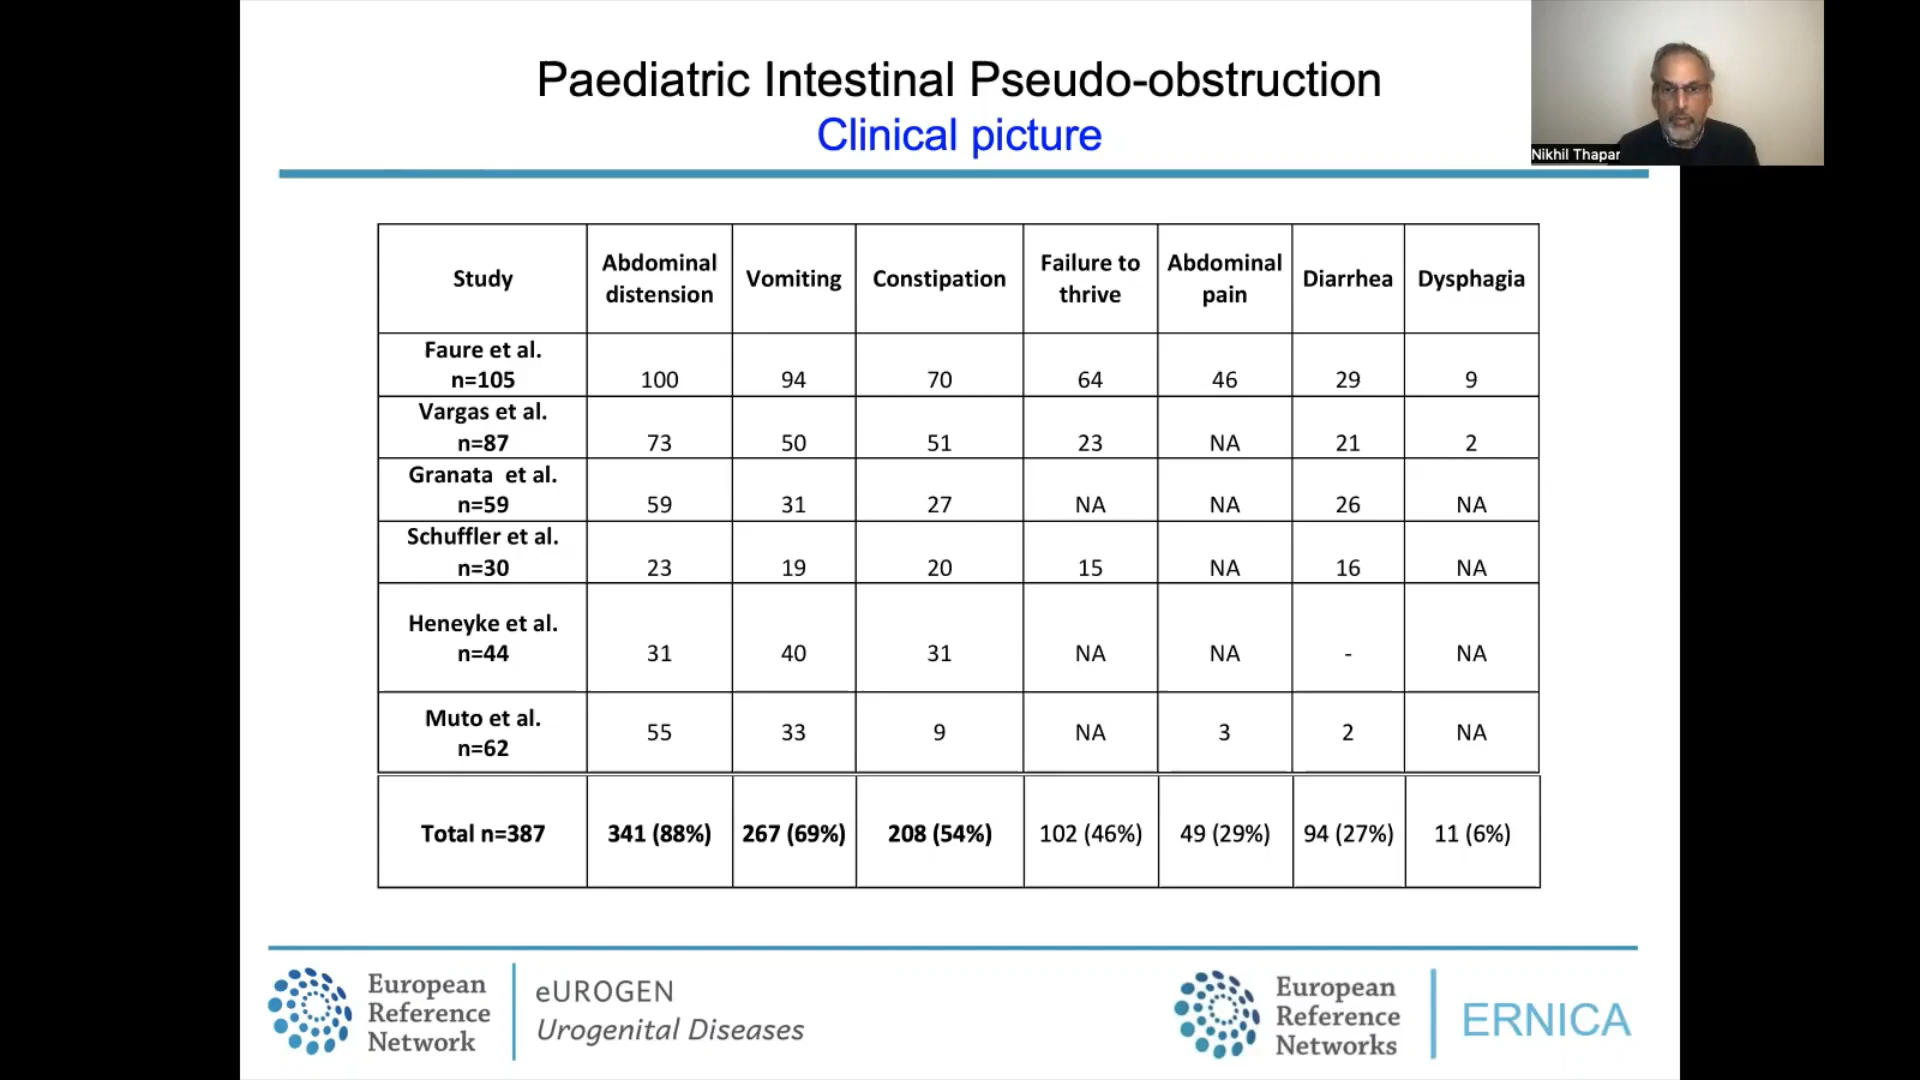 Paediatric Intestinal Pseudo-obstruction
Clinical picture
Nikhil Thapar
Study Abdominal distension Vomiting Constipation Failure to thrive Abdominal pain Diarrhea Dysphagia
Faure et al. n=105 100 94 70 64 46 29 9
Vargas et al. n=87 73 50 51 23 NA 21 2
Granata et al. n=59 59 31 27 NA NA 26 NA
Schuffler et al. n=30 23 19 20 15 NA 16 NA
Heneyke et al. n=44 31 40 31 NA NA - NA
Muto et al. n=62 55 33 9 NA 3 2 NA
Total n=387 341 (88%) 267 (69%) 208 (54%) 102 (46%) 49 (29%) 94 (27%) 11 (6%)
European
Reference
Network
eUROGEN
Urogenital Diseases
European
Reference
Networks
ERNICA